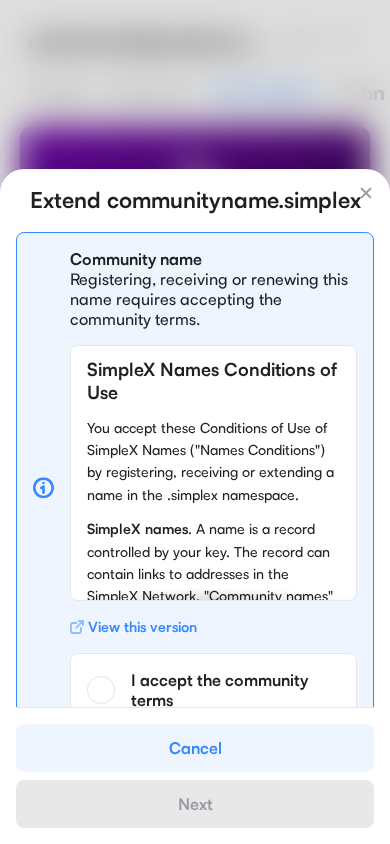 Extend communityname.simplex
Community name
Registering, receiving or renewing this
name requires accepting the
community terms.
SimpleX Names Conditions of
Use
You accept these Conditions of Use of
SimpleX Names ("Names Conditions")
by registering, receiving or extending a
name in the .simplex namespace.
SimpleX names. A name is a record
controlled by your key. The record can
contain links to addresses in the
SimpleX Network. "Community names"
View this version
I accept the community
terms
Cancel
Next